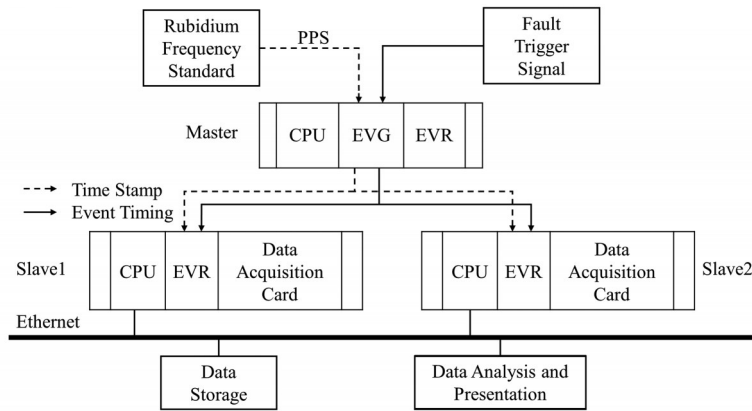 Rubidium
Frequency
Standard
PPS
Fault
Trigger
Signal
Master
CPU
EVG
EVR
Time Stamp
Event Timing
Slave1
CPU
EVR
Data
Acquisition
Card
CPU
EVR
Data
Acquisition
Card
Slave2
Ethernet
Data
Storage
Data Analysis and
Presentation